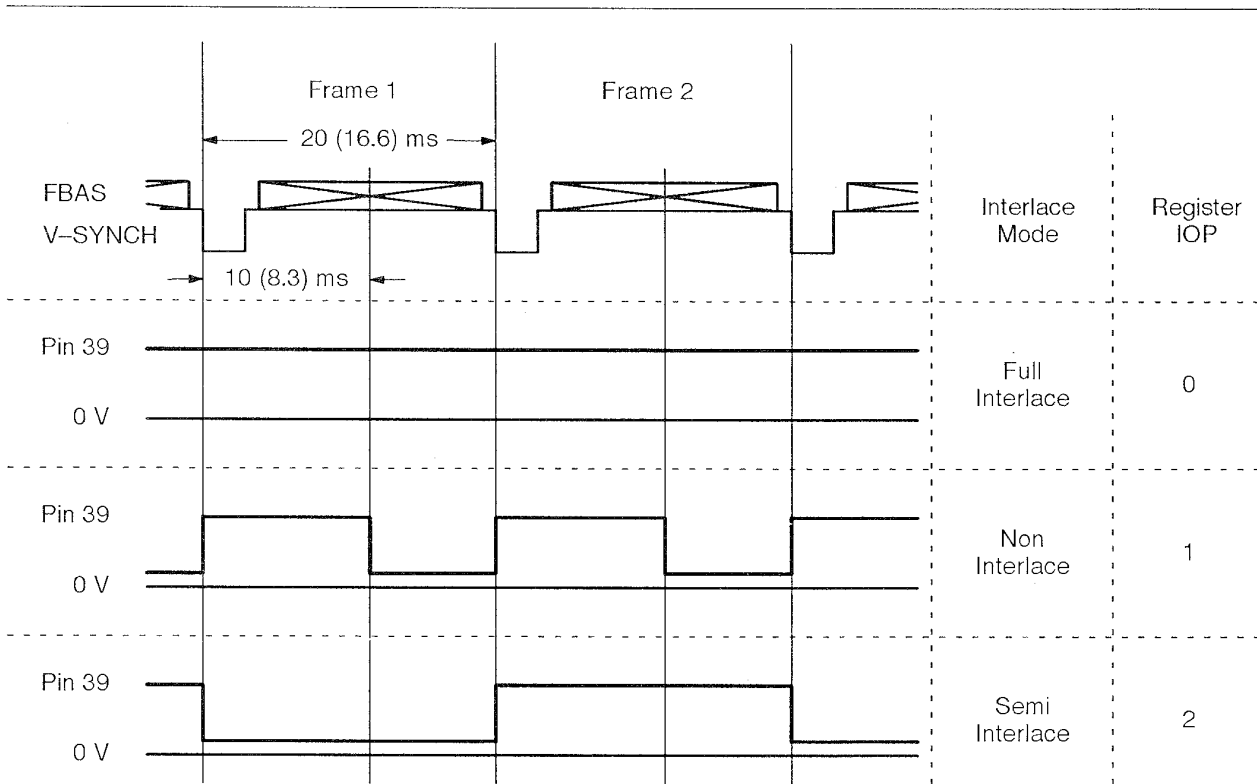 Frame 1
Frame 2
20 (16.6) ms
FBAS
V–SYNCH
10 (8.3) ms
Interlace
Mode
Register
IOP
Pin 39
0 V
Full
Interlace
0
Pin 39
0 V
Non
Interlace
1
Pin 39
0 V
Semi
Interlace
2